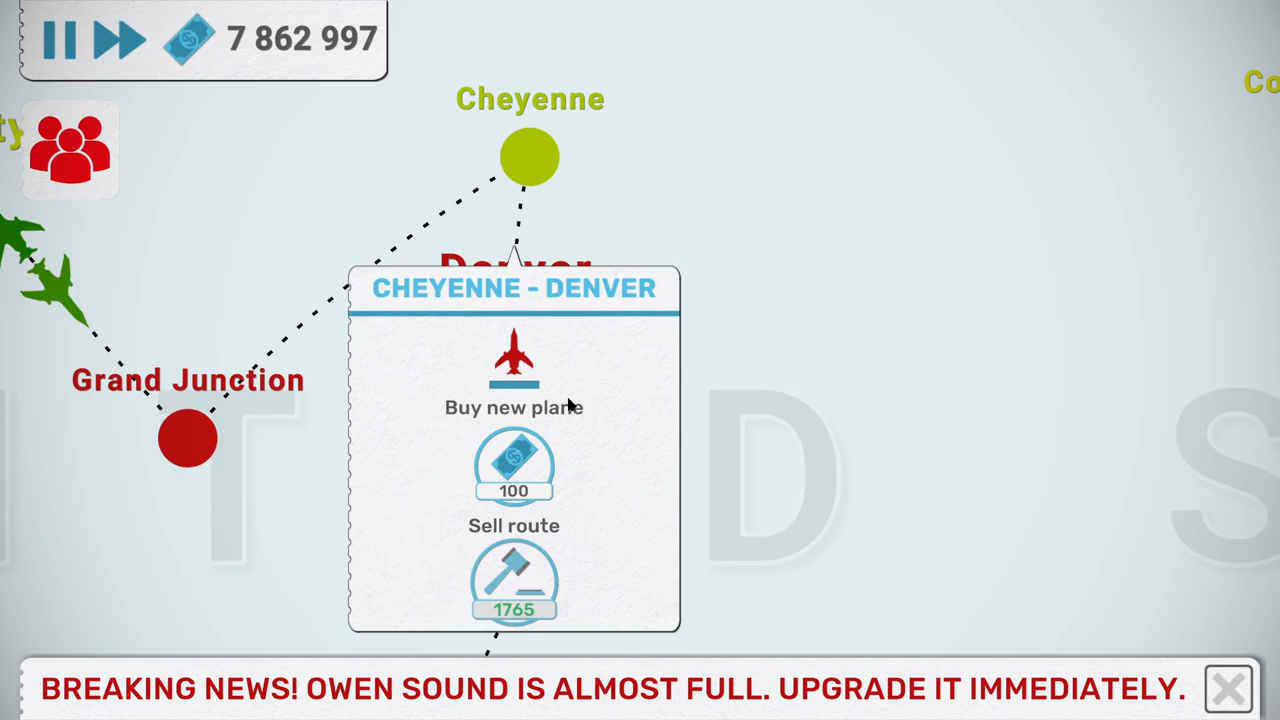 7 862 997
Cheyenne
Denver
CHEYENNE - DENVER
Grand Junction
Buy new plane
100
Sell route
1765
BREAKING NEWS! OWEN SOUND IS ALMOST FULL. UPGRADE IT IMMEDIATELY.